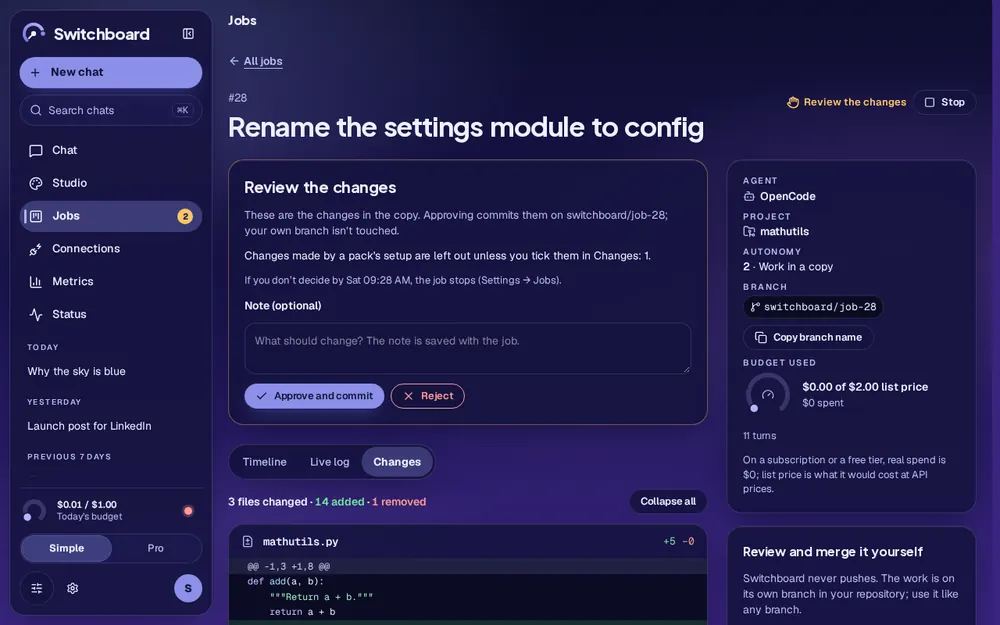 Switchboard
New chat
Search chats
⌘K
Chat
Studio
Jobs
2
Connections
Metrics
Status
TODAY
Why the sky is blue
YESTERDAY
Launch post for LinkedIn
PREVIOUS 7 DAYS
$0.01 / $1.00
Today's budget
Simple
Pro
S
Jobs
← All jobs
#28
Rename the settings module to config
Review the changes
Stop
Review the changes
These are the changes in the copy. Approving commits them on switchboard/job-28;
your own branch isn't touched.
Changes made by a pack's setup are left out unless you tick them in Changes: 1.
If you don't decide by Sat 09:28 AM, the job stops (Settings → Jobs).
Note (optional)
What should change? The note is saved with the job.
Approve and commit
Reject
Timeline
Live log
Changes
3 files changed · 14 added · 1 removed
Collapse all
mathutils.py
+5 −0
@@ -1,3 +1,8 @@
def add(a, b):
"""Return a + b."""
return a + b
AGENT
OpenCode
PROJECT
mathutils
AUTONOMY
2 · Work in a copy
BRANCH
switchboard/job-28
Copy branch name
BUDGET USED
$0.00 of $2.00 list price
$0 spent
11 turns
On a subscription or a free tier, real spend is
$0; list price is what it would cost at API
prices.
Review and merge it yourself
Switchboard never pushes. The work is on
its own branch in your repository; use it like
any branch.